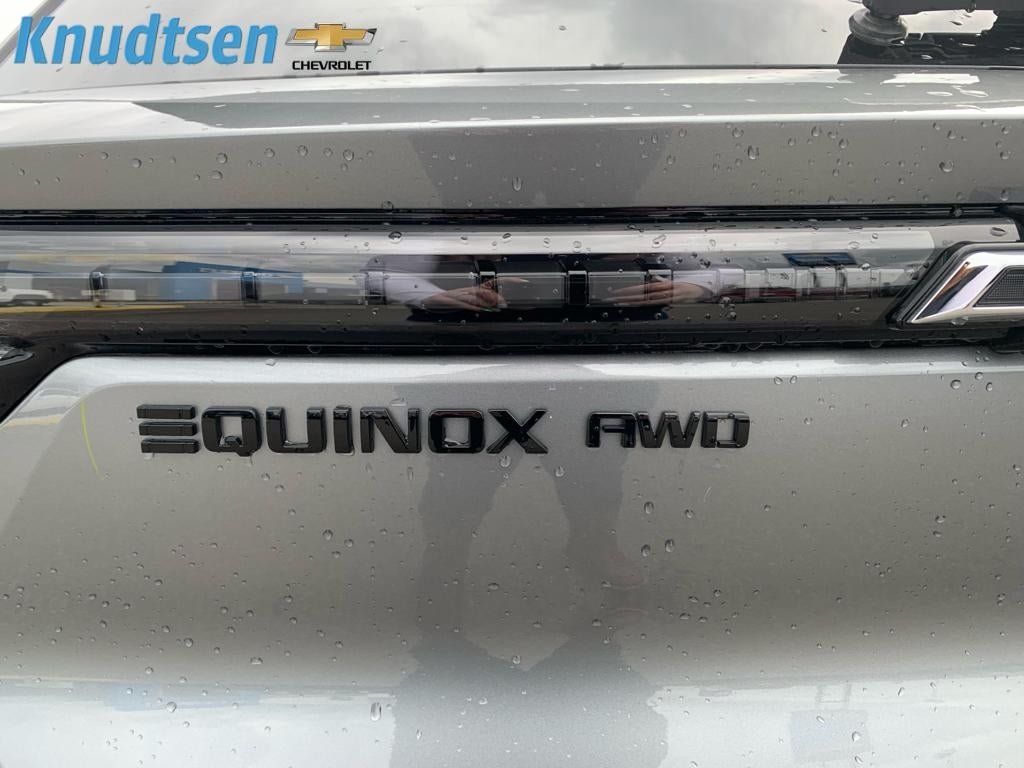 Knudtsen
CHEVROLET
EQUINOX AWD